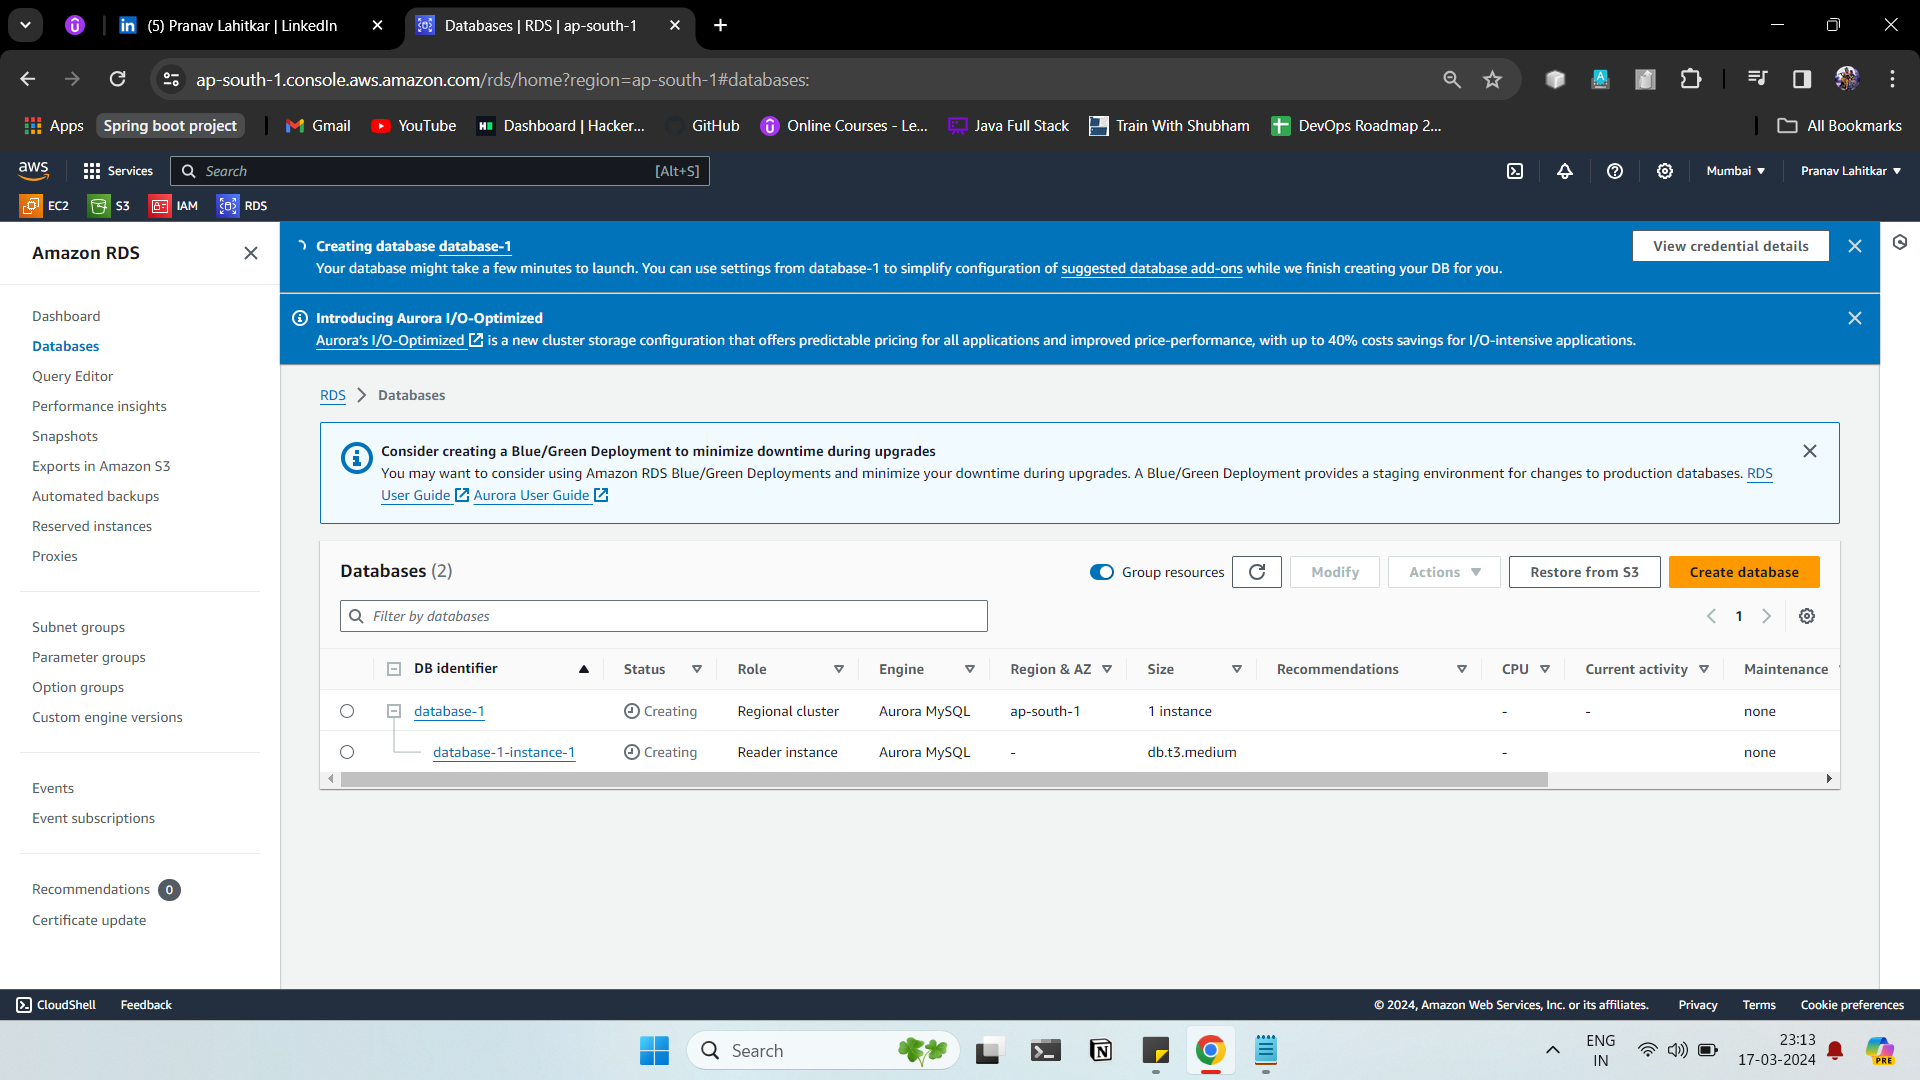 (5) Pranav Lahitkar | LinkedIn
Databases | RDS | ap-south-1
ap-south-1.console.aws.amazon.com/rds/home?region=ap-south-1#databases:
Apps
Spring boot project
Gmail
YouTube
Dashboard | Hacker...
GitHub
Online Courses - Le...
Java Full Stack
Train With Shubham
DevOps Roadmap 2...
All Bookmarks
aws
Services
Search
[Alt+S]
Mumbai
Pranav Lahitkar
EC2
S3
IAM
RDS
Amazon RDS
Dashboard
Databases
Query Editor
Performance insights
Snapshots
Exports in Amazon S3
Automated backups
Reserved instances
Proxies
Subnet groups
Parameter groups
Option groups
Custom engine versions
Events
Event subscriptions
Recommendations 0
Certificate update
Creating database database-1
Your database might take a few minutes to launch. You can use settings from database-1 to simplify configuration of suggested database add-ons while we finish creating your DB for you.
View credential details
Introducing Aurora I/O-Optimized
Aurora's I/O-Optimized is a new cluster storage configuration that offers predictable pricing for all applications and improved price-performance, with up to 40% costs savings for I/O-intensive applications.
RDS > Databases
Consider creating a Blue/Green Deployment to minimize downtime during upgrades
You may want to consider using Amazon RDS Blue/Green Deployments and minimize your downtime during upgrades. A Blue/Green Deployment provides a staging environment for changes to production databases. RDS
User Guide Aurora User Guide
Databases (2)
Group resources
Modify
Actions
Restore from S3
Create database
Filter by databases
1
DB identifier Status Role Engine Region & AZ Size Recommendations CPU Current activity Maintenance
database-1 Creating Regional cluster Aurora MySQL ap-south-1 1 instance - - none
database-1-instance-1 Creating Reader instance Aurora MySQL - db.t3.medium - none
CloudShell
Feedback
© 2024, Amazon Web Services, Inc. or its affiliates.
Privacy
Terms
Cookie preferences
Search
ENG
IN
23:13
17-03-2024
PRE